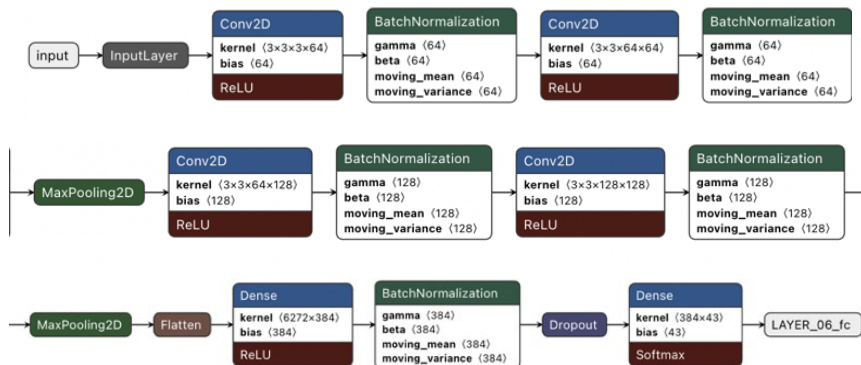 input
InputLayer
Conv2D
kernel ⟨3×3×3×64⟩
bias ⟨64⟩
ReLU
BatchNormalization
gamma ⟨64⟩
beta ⟨64⟩
moving_mean ⟨64⟩
moving_variance ⟨64⟩
Conv2D
kernel ⟨3×3×64×64⟩
bias ⟨64⟩
ReLU
BatchNormalization
gamma ⟨64⟩
beta ⟨64⟩
moving_mean ⟨64⟩
moving_variance ⟨64⟩
MaxPooling2D
Conv2D
kernel ⟨3×3×64×128⟩
bias ⟨128⟩
ReLU
BatchNormalization
gamma ⟨128⟩
beta ⟨128⟩
moving_mean ⟨128⟩
moving_variance ⟨128⟩
Conv2D
kernel ⟨3×3×128×128⟩
bias ⟨128⟩
ReLU
BatchNormalization
gamma ⟨128⟩
beta ⟨128⟩
moving_mean ⟨128⟩
moving_variance ⟨128⟩
MaxPooling2D
Flatten
Dense
kernel ⟨6272×384⟩
bias ⟨384⟩
ReLU
BatchNormalization
gamma ⟨384⟩
beta ⟨384⟩
moving_mean ⟨384⟩
moving_variance ⟨384⟩
Dropout
Dense
kernel ⟨384×43⟩
bias ⟨43⟩
Softmax
LAYER_06_fc